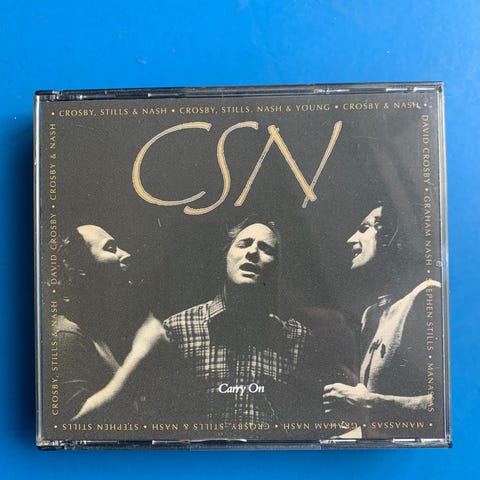 • CROSBY, STILLS & NASH • CROSBY, STILLS, NASH & YOUNG • CROSBY & NASH •
DAVID CROSBY • GRAHAM NASH • STEPHEN STILLS • MANASSAS
MANASSAS • GRAHAM NASH • CROSBY, STILLS & NASH • STEPHEN STILLS •
CROSBY, STILLS & NASH • DAVID CROSBY • CROSBY & NASH
CSN
Carry On